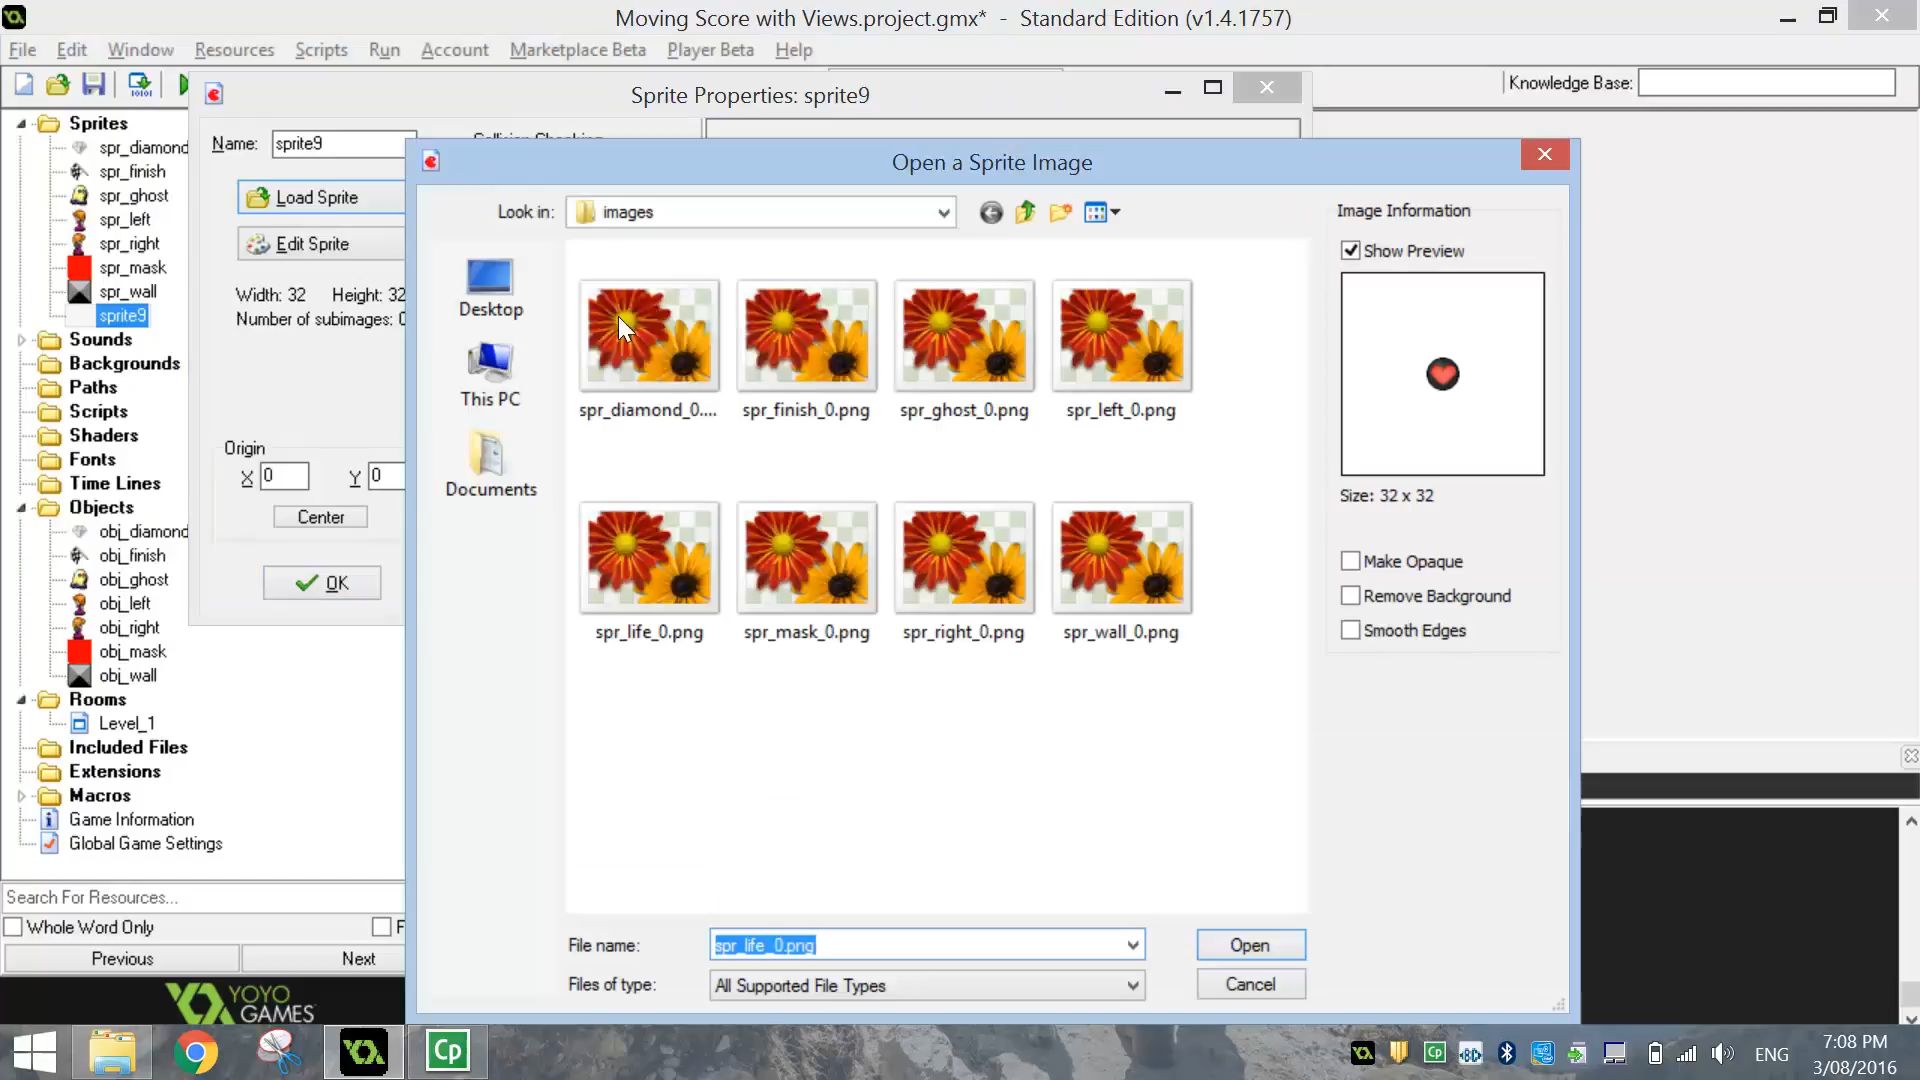 Moving Score with Views.project.gmx* - Standard Edition (v1.4.1757)
File Edit Window Resources Scripts Run Account Marketplace Beta Player Beta Help
Knowledge Base:
Sprites
spr_diamond
spr_finish
spr_ghost
spr_left
spr_right
spr_mask
spr_wall
sprite9
Sounds
Backgrounds
Paths
Scripts
Shaders
Fonts
Time Lines
Objects
obj_diamond
obj_finish
obj_ghost
obj_left
obj_right
obj_mask
obj_wall
Rooms
Level_1
Included Files
Extensions
Macros
Game Information
Global Game Settings
Search For Resources...
Whole Word Only
F
Previous Next
YOYO
GAMES
Sprite Properties: sprite9
Name: sprite9
Collision Checking
Load Sprite
Edit Sprite
Width: 32 Height: 32
Number of subimages: 0
Origin
X 0 Y 0
Center
OK
Open a Sprite Image
Look in: images
Desktop
This PC
Documents
spr_diamond_0....
spr_finish_0.png
spr_ghost_0.png
spr_left_0.png
spr_life_0.png
spr_mask_0.png
spr_right_0.png
spr_wall_0.png
Image Information
Show Preview
Size: 32 x 32
Make Opaque
Remove Background
Smooth Edges
File name: spr_life_0.png
Open
Files of type: All Supported File Types
Cancel
Cp
Cp
ENG
7:08 PM
3/08/2016